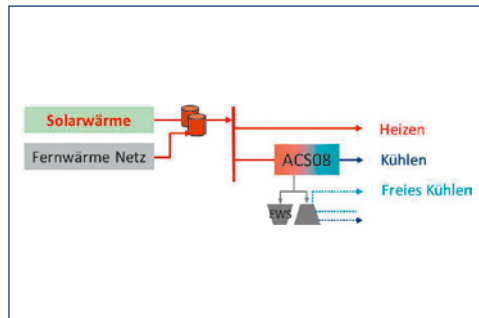 Solarwärme
Fernwärme Netz
Heizen
ACS08
Kühlen
Freies Kühlen
EWS